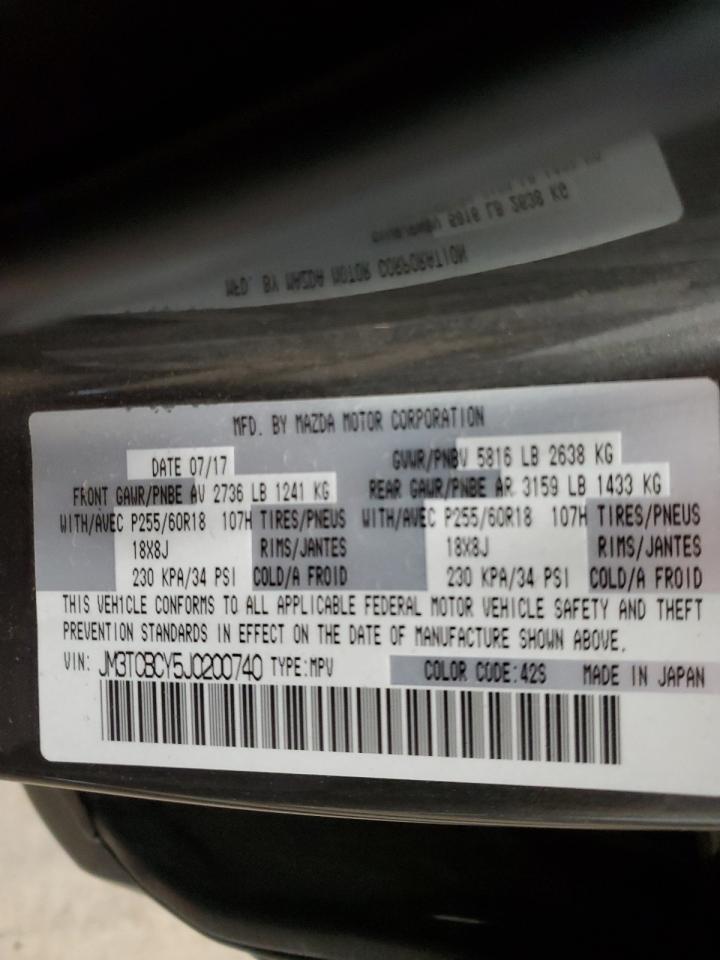 MFD. BY MAZDA MOTOR CORPORATION
DATE 07/17 GVWR/PNBV 5816 LB 2638 KG
FRONT GAWR/PNBE AV 2736 LB 1241 KG REAR GAWR/PNBE AR 3159 LB 1433 KG
WITH/AVEC P255/60R18 107H TIRES/PNEUS WITH/AVEC P255/60R18 107H TIRES/PNEUS
18X8J RIMS/JANTES 18X8J RIMS/JANTES
230 KPA/34 PSI COLD/A FROID 230 KPA/34 PSI COLD/A FROID
THIS VEHICLE CONFORMS TO ALL APPLICABLE FEDERAL MOTOR VEHICLE SAFETY AND THEFT
PREVENTION STANDARDS IN EFFECT ON THE DATE OF MANUFACTURE SHOWN ABOVE.
VIN: JM3TCBCY5J0200740 TYPE:MPV COLOR CODE:42S MADE IN JAPAN